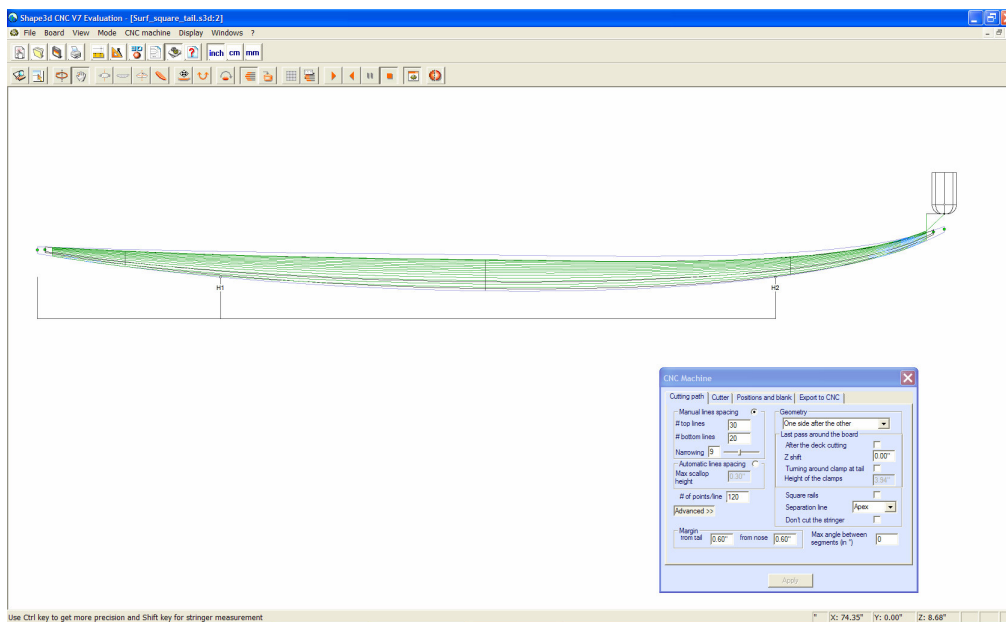 Shape3d CNC V7 Evaluation - [Surf_square_tail.s3d:2]
File Board View Mode CNC machine Display Windows ?
inch cm mm
H1 H2
CNC Machine
Cutting path Cutter Positions and blank Export to CNC
Manual lines spacing
# top lines 30
# bottom lines 20
Narrowing 9
Automatic lines spacing
Max scallop height 0.30"
# of points/line 120
Advanced >>
Geometry
One side after the other
Last pass around the board
After the deck cutting
Z shift 0.00"
Turning around clamp at tail
Height of the clamps 3.94"
Square rails
Separation line Apex
Don't cut the stringer
Margin
from tail 0.60" from nose 0.60"
Max angle between segments (in °) 0
Apply
Use Ctrl key to get more precision and Shift key for stringer measurement
" X: 74.35" Y: 0.00" Z: 8.68"